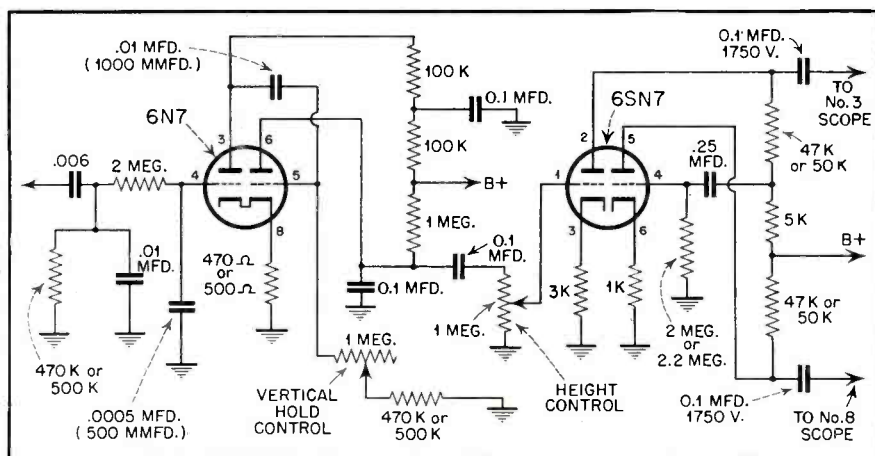 .01 MFD.
(1000 MMFD.)
6N7
3
6
4
5
8
.006
2 MEG.
.01
MFD.
470 K or
500 K
.0005 MFD.
(500 MMFD.)
470 Ω
or
500 Ω
100 K
0.1 MFD.
100 K
B+
1 MEG.
0.1
MFD.
0.1 MFD.
1 MEG.
1 MEG.
VERTICAL
HOLD
CONTROL
470 K or
500 K
HEIGHT
CONTROL
6SN7
2
5
1
4
3
6
3K
1K
.25
MFD.
2 MEG.
or
2.2 MEG.
0.1 MFD.
1750 V.
TO
No.3
SCOPE
47 K
or 50 K
5K
B+
47 K or
50 K
0.1 MFD.
1750 V.
TO No.8
SCOPE